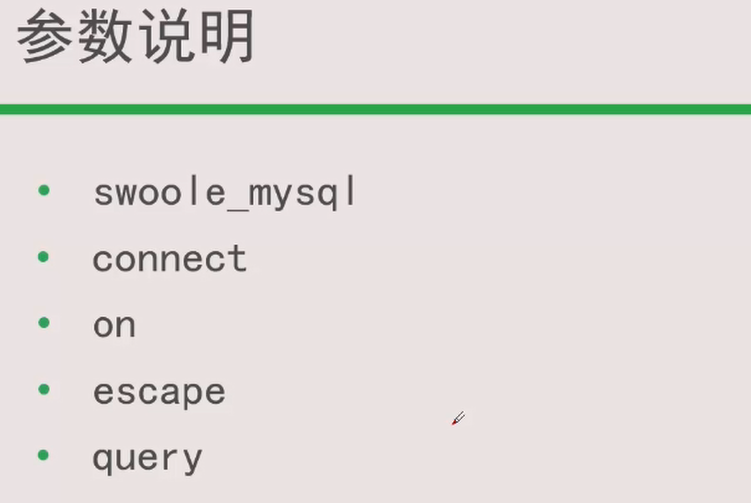 参数说明
swoole_mysql
connect
on
escape
query